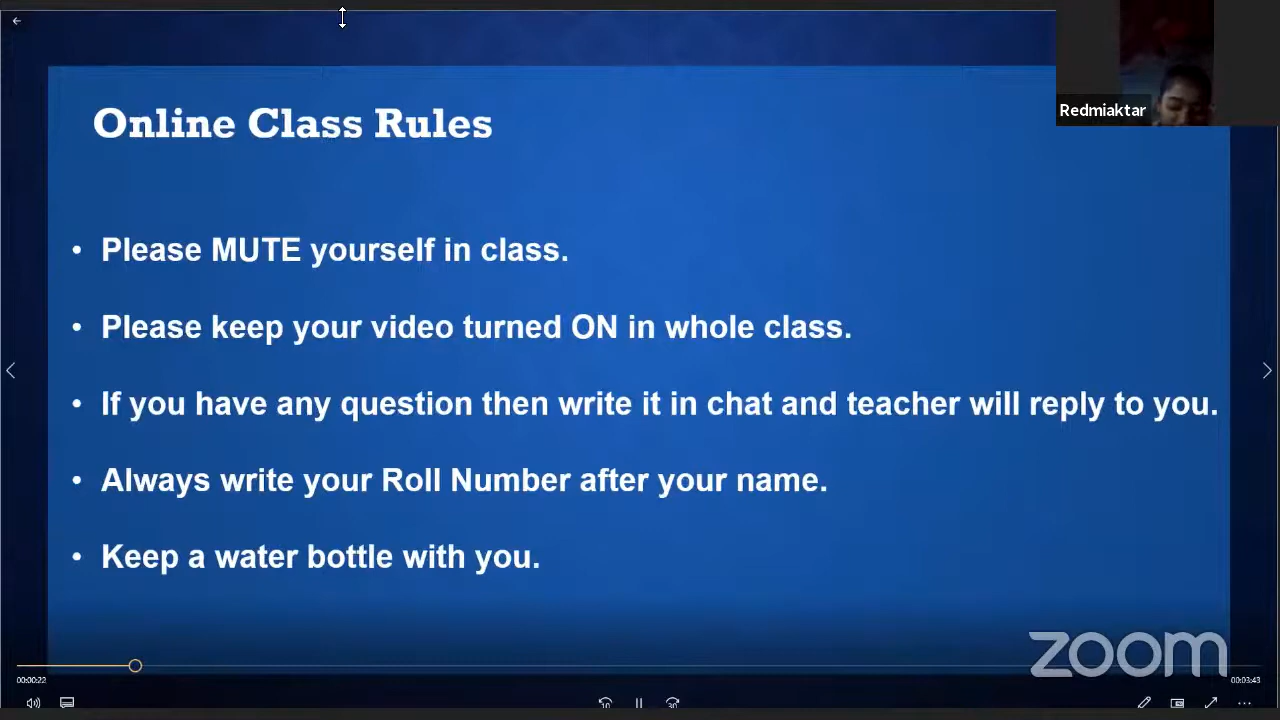 Redmiaktar
Online Class Rules
• Please MUTE yourself in class.
• Please keep your video turned ON in whole class.
• If you have any question then write it in chat and teacher will reply to you.
• Always write your Roll Number after your name.
• Keep a water bottle with you.
zoom
00:00:22
00:03:43
10
30